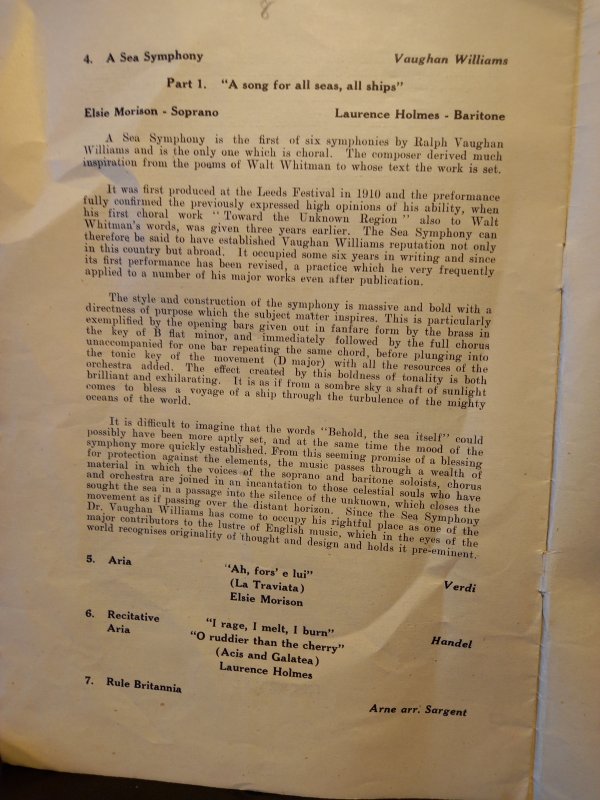 8
4. A Sea Symphony Vaughan Williams
Part 1. "A song for all seas, all ships"
Elsie Morison - Soprano Laurence Holmes - Baritone
A Sea Symphony is the first of six symphonies by Ralph Vaughan
Williams and is the only one which is choral. The composer derived much
inspiration from the poems of Walt Whitman to whose text the work is set.
It was first produced at the Leeds Festival in 1910 and the preformance
fully confirmed the previously expressed high opinions of his ability, when
his first choral work "Toward the Unknown Region" also to Walt
Whitman's words, was given three years earlier. The Sea Symphony can
therefore be said to have established Vaughan Williams reputation not only
in this country but abroad. It occupied some six years in writing and since
its first performance has been revised, a practice which he very frequently
applied to a number of his major works even after publication.
The style and construction of the symphony is massive and bold with a
directness of purpose which the subject matter inspires. This is particularly
exemplified by the opening bars given out in fanfare form by the brass in
the key of B flat minor, and immediately followed by the full chorus
unaccompanied for one bar repeating the same chord, before plunging into
the tonic key of the movement (D major) with all the resources of the
orchestra added. The effect created by this boldness of tonality is both
brilliant and exhilarating. It is as if from a sombre sky a shaft of sunlight
comes to bless a voyage of a ship through the turbulence of the mighty
oceans of the world.
It is difficult to imagine that the words "Behold, the sea itself" could
possibly have been more aptly set, and at the same time the mood of the
symphony more quickly established. From this seeming promise of a blessing
for protection against the elements, the music passes through a wealth of
material in which the voices of the soprano and baritone soloists, chorus
and orchestra are joined in an incantation to those celestial souls who have
sought the sea in a passage into the silence of the unknown, which closes the
movement as if passing over the distant horizon. Since the Sea Symphony
Dr. Vaughan Williams has come to occupy his rightful place as one of the
major contributors to the lustre of English music, which in the eyes of the
world recognises originality of thought and design and holds it pre-eminent.
5. Aria "Ah, fors' e lui" Verdi
(La Traviata)
Elsie Morison
6. Recitative "I rage, I melt, I burn"
Aria "O ruddier than the cherry" Handel
(Acis and Galatea)
Laurence Holmes
7. Rule Britannia Arne arr. Sargent